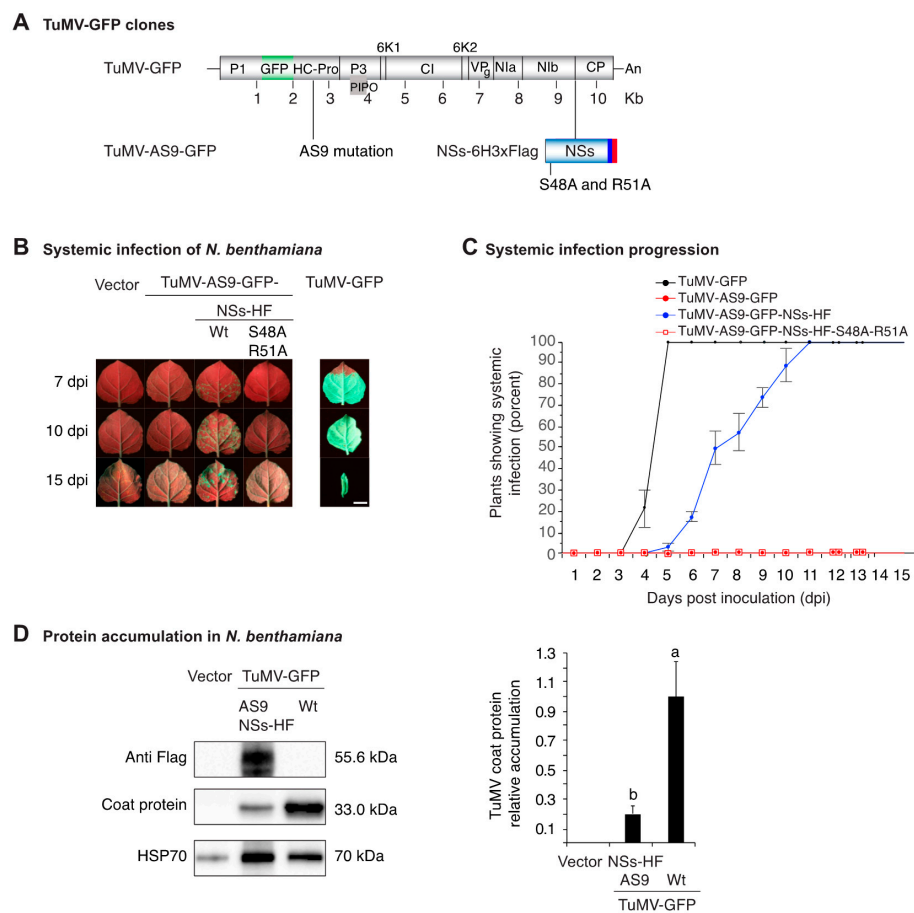 A TuMV-GFP clones
6K1 6K2
TuMV-GFP P1 GFP HC-Pro P3 CI VPg NIa NIb CP An
PIPO
1 2 3 4 5 6 7 8 9 10 Kb
TuMV-AS9-GFP AS9 mutation NSs-6H3xFlag NSs
S48A and R51A
B Systemic infection of N. benthamiana
Vector TuMV-AS9-GFP- TuMV-GFP
NSs-HF
Wt S48A
R51A
7 dpi
10 dpi
15 dpi
C Systemic infection progression
TuMV-GFP
TuMV-AS9-GFP
TuMV-AS9-GFP-NSs-HF
TuMV-AS9-GFP-NSs-HF-S48A-R51A
Plants showing systemic
infection (porcent)
100
90
80
70
60
50
40
30
20
10
0
1 2 3 4 5 6 7 8 9 10 11 12 13 14 15
Days post inoculation (dpi)
D Protein accumulation in N. benthamiana
Vector TuMV-GFP
AS9 Wt
NSs-HF
Anti Flag 55.6 kDa
Coat protein 33.0 kDa
HSP70 70 kDa
TuMV coat protein
relative accumulation
1.3
1.1
0.9
0.7
0.5
0.3
0.1
a
b
Vector NSs-HF
AS9 Wt
TuMV-GFP